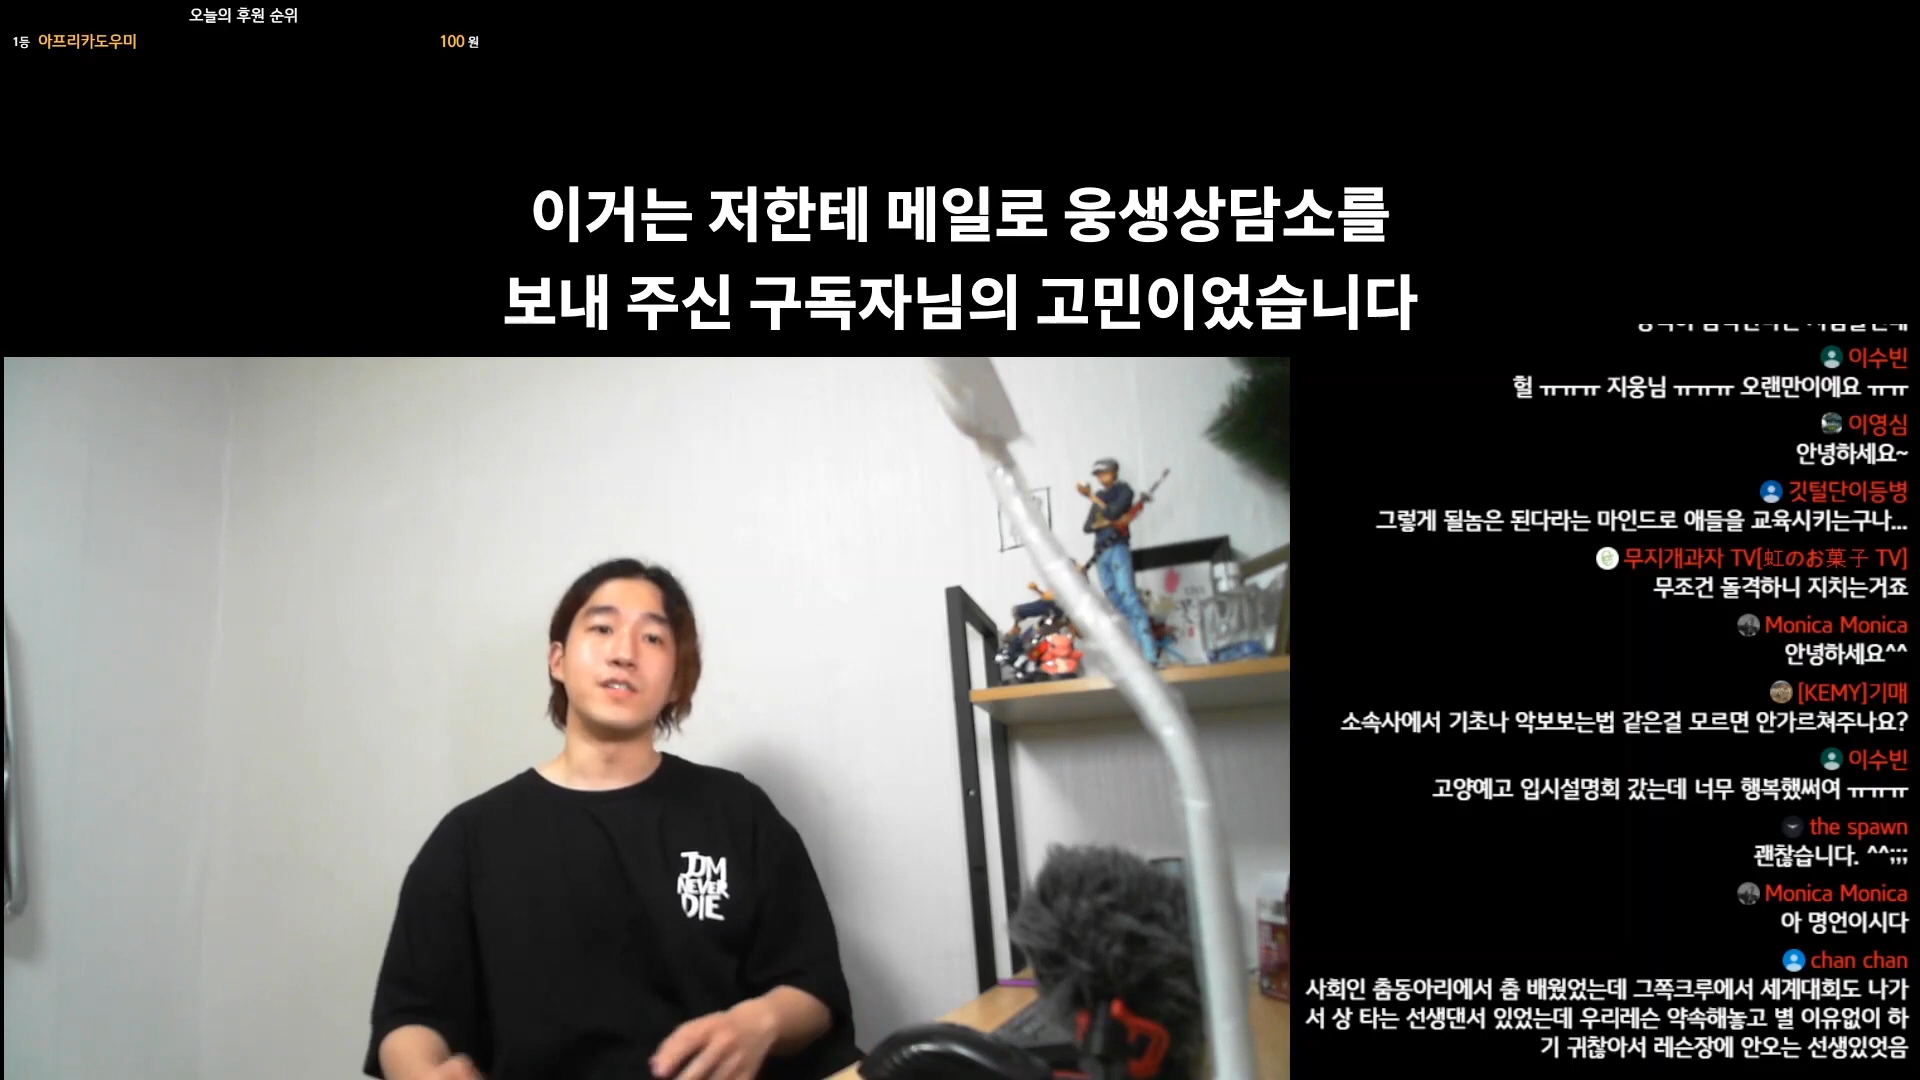 오늘의 후원 순위
1등 아프리카도우미 100 원
이거는 저한테 메일로 웅생상담소를
보내 주신 구독자님의 고민이었습니다
이수빈
헐 ㅠㅠㅠ 지웅님 ㅠㅠㅠ 오랜만이에요 ㅠㅠ
이영심
안녕하세요~
깃털단이등병
그렇게 될놈은 된다라는 마인드로 애들을 교육시키는구나...
무지개과자 TV[虹のお菓子 TV]
무조건 돌격하니 지치는거죠
Monica Monica
안녕하세요^^
[KEMY]기매
소속사에서 기초나 악보보는법 같은걸 모르면 안가르쳐주나요?
이수빈
고양예고 입시설명회 갔는데 너무 행복했써여 ㅠㅠㅠ
the spawn
괜찮습니다. ^^;;;
Monica Monica
아 명언이시다
chan chan
사회인 춤동아리에서 춤 배웠었는데 그쪽크루에서 세계대회도 나가
서 상 타는 선생댄서 있었는데 우리레슨 약속해놓고 별 이유없이 하
기 귀찮아서 레슨장에 안오는 선생있엇음
JDM
NEVER
DIE